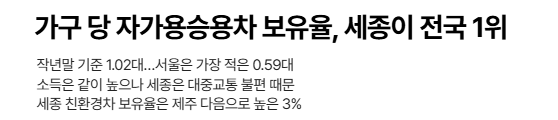 가구 당 자가용승용차 보유율, 세종이 전국 1위
작년말 기준 1.02대...서울은 가장 적은 0.59대
소득은 같이 높으나 세종은 대중교통 불편 때문
세종 친환경차 보유율은 제주 다음으로 높은 3%